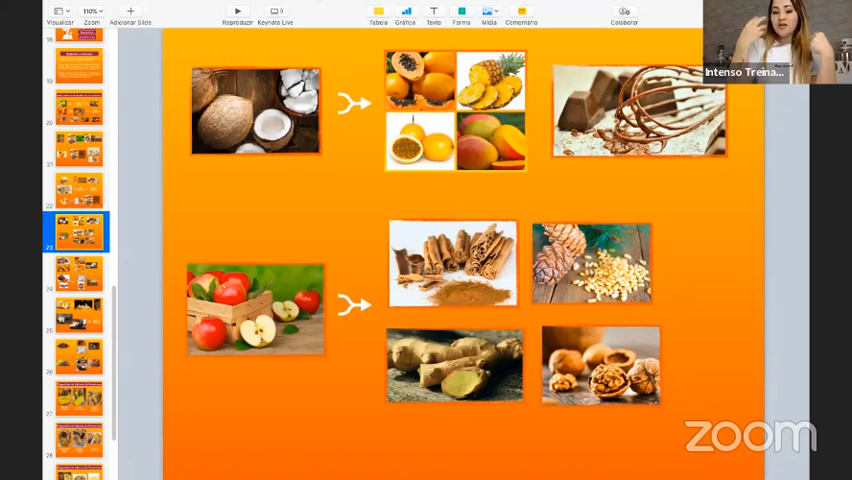 110%
Visualizar
Zoom
Adicionar Slide
Reproduzir
Keynote Live
Tabela
Gráfico
Texto
Forma
Mídia
Comentário
Colaborar
Intenso Treina...
18
19
20
21
22
23
24
25
26
27
28
zoom